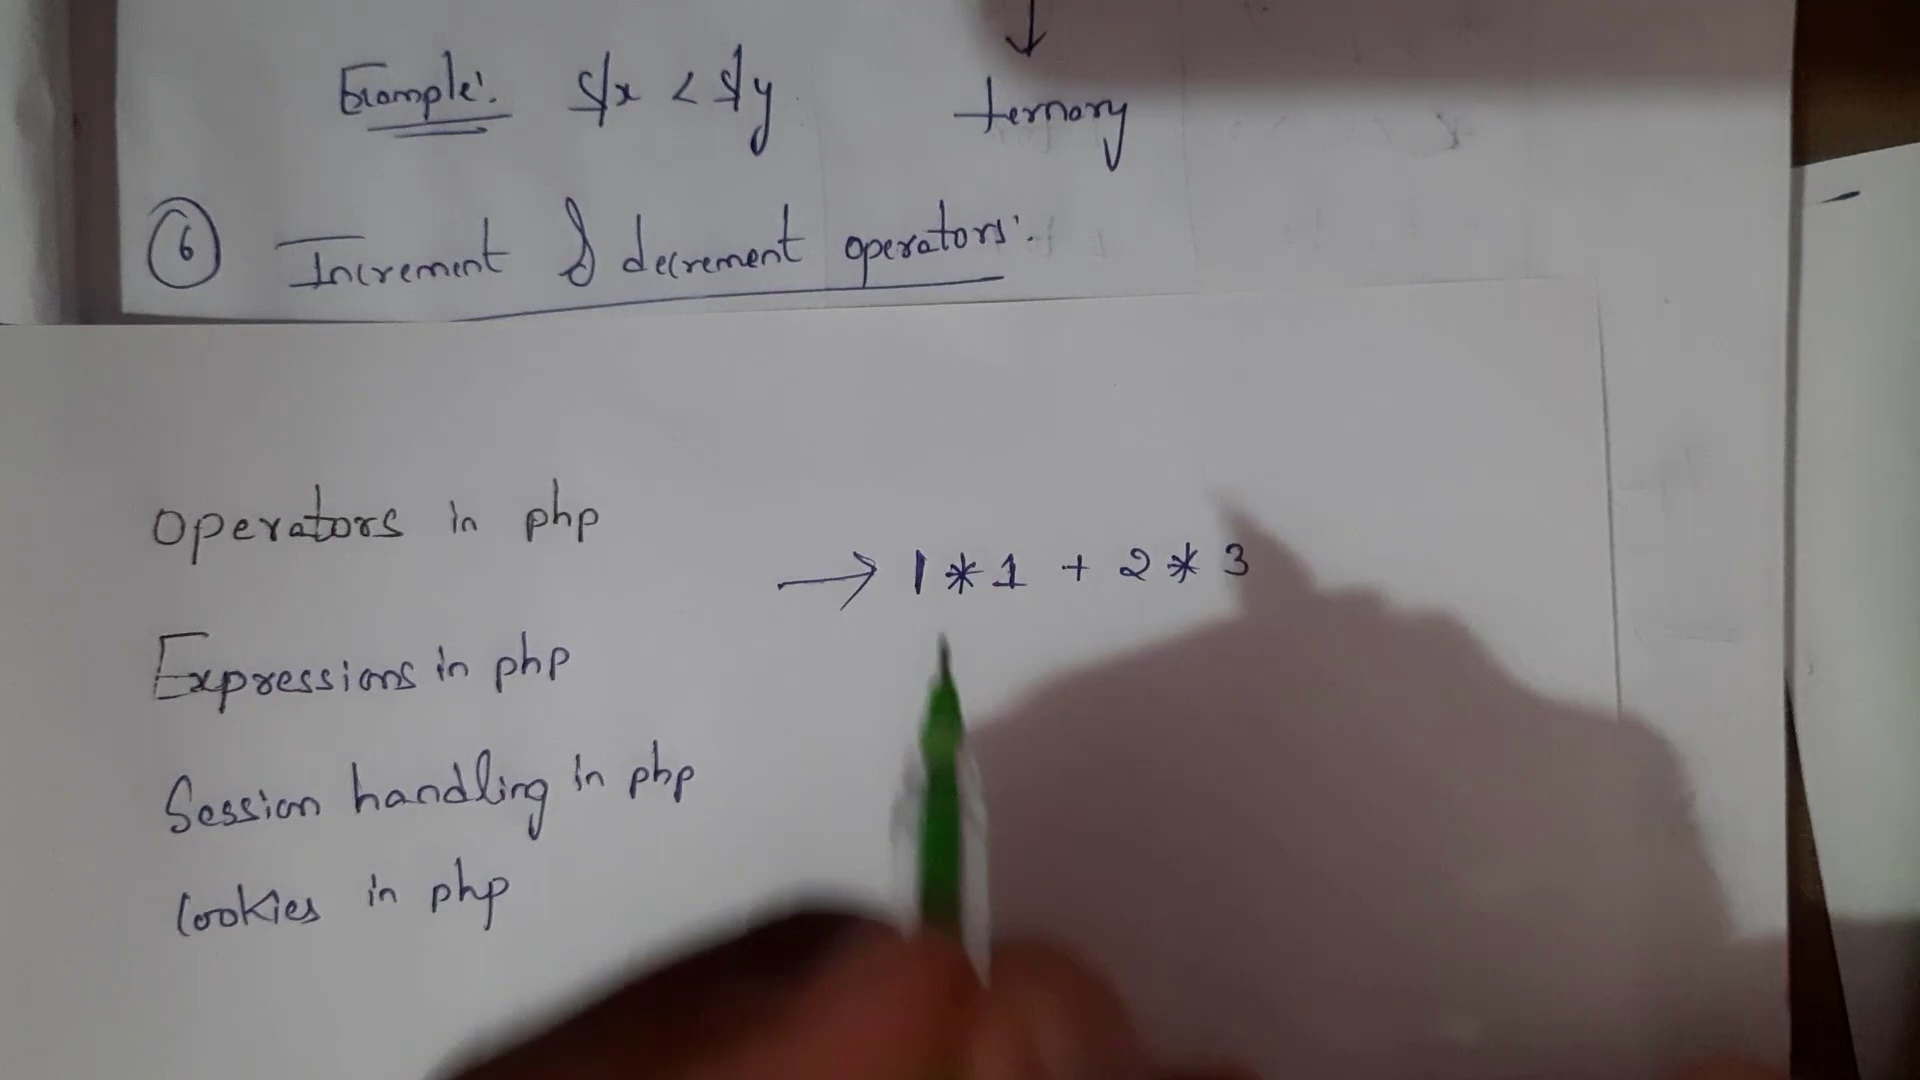 Example: $x < $y
ternary
6 Increment & decrement operators:
Operators in php
→ 1 * 1 + 2 * 3
Expressions in php
Session handling in php
Cookies in php